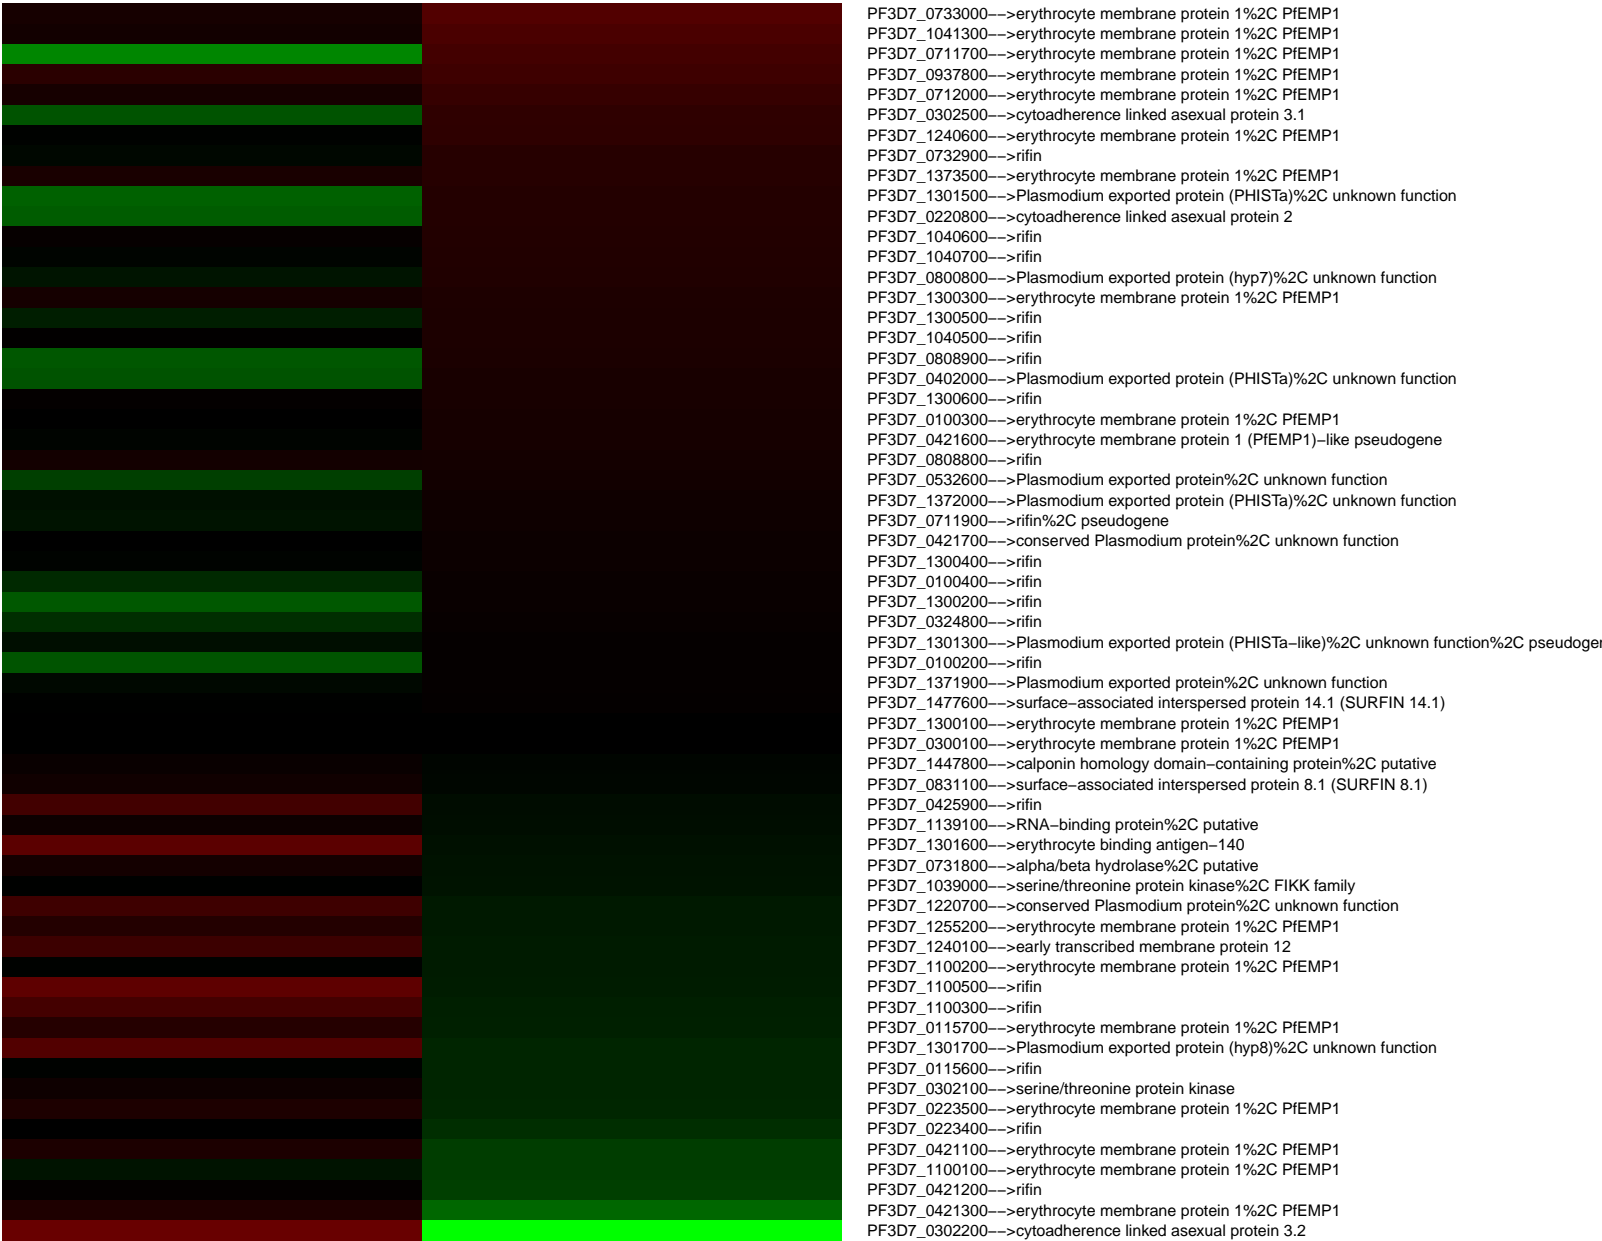 PF3D7_0733000−−>erythrocyte membrane protein 1%2C PfEMP1
PF3D7_1041300−−>erythrocyte membrane protein 1%2C PfEMP1
PF3D7_0711700−−>erythrocyte membrane protein 1%2C PfEMP1
PF3D7_0937800−−>erythrocyte membrane protein 1%2C PfEMP1
PF3D7_0712000−−>erythrocyte membrane protein 1%2C PfEMP1
PF3D7_0302500−−>cytoadherence linked asexual protein 3.1
PF3D7_1240600−−>erythrocyte membrane protein 1%2C PfEMP1
PF3D7_0732900−−>rifin
PF3D7_1373500−−>erythrocyte membrane protein 1%2C PfEMP1
PF3D7_1301500−−>Plasmodium exported protein (PHISTa)%2C unknown function
PF3D7_0220800−−>cytoadherence linked asexual protein 2
PF3D7_1040600−−>rifin
PF3D7_1040700−−>rifin
PF3D7_0800800−−>Plasmodium exported protein (hyp7)%2C unknown function
PF3D7_1300300−−>erythrocyte membrane protein 1%2C PfEMP1
PF3D7_1300500−−>rifin
PF3D7_1040500−−>rifin
PF3D7_0808900−−>rifin
PF3D7_0402000−−>Plasmodium exported protein (PHISTa)%2C unknown function
PF3D7_1300600−−>rifin
PF3D7_0100300−−>erythrocyte membrane protein 1%2C PfEMP1
PF3D7_0421600−−>erythrocyte membrane protein 1 (PfEMP1)−like pseudogene
PF3D7_0808800−−>rifin
PF3D7_0532600−−>Plasmodium exported protein%2C unknown function
PF3D7_1372000−−>Plasmodium exported protein (PHISTa)%2C unknown function
PF3D7_0711900−−>rifin%2C pseudogene
PF3D7_0421700−−>conserved Plasmodium protein%2C unknown function
PF3D7_1300400−−>rifin
PF3D7_0100400−−>rifin
PF3D7_1300200−−>rifin
PF3D7_0324800−−>rifin
PF3D7_1301300−−>Plasmodium exported protein (PHISTa−like)%2C unknown function%2C pseudoger
PF3D7_0100200−−>rifin
PF3D7_1371900−−>Plasmodium exported protein%2C unknown function
PF3D7_1477600−−>surface−associated interspersed protein 14.1 (SURFIN 14.1)
PF3D7_1300100−−>erythrocyte membrane protein 1%2C PfEMP1
PF3D7_0300100−−>erythrocyte membrane protein 1%2C PfEMP1
PF3D7_1447800−−>calponin homology domain−containing protein%2C putative
PF3D7_0831100−−>surface−associated interspersed protein 8.1 (SURFIN 8.1)
PF3D7_0425900−−>rifin
PF3D7_1139100−−>RNA−binding protein%2C putative
PF3D7_1301600−−>erythrocyte binding antigen−140
PF3D7_0731800−−>alpha/beta hydrolase%2C putative
PF3D7_1039000−−>serine/threonine protein kinase%2C FIKK family
PF3D7_1220700−−>conserved Plasmodium protein%2C unknown function
PF3D7_1255200−−>erythrocyte membrane protein 1%2C PfEMP1
PF3D7_1240100−−>early transcribed membrane protein 12
PF3D7_1100200−−>erythrocyte membrane protein 1%2C PfEMP1
PF3D7_1100500−−>rifin
PF3D7_1100300−−>rifin
PF3D7_0115700−−>erythrocyte membrane protein 1%2C PfEMP1
PF3D7_1301700−−>Plasmodium exported protein (hyp8)%2C unknown function
PF3D7_0115600−−>rifin
PF3D7_0302100−−>serine/threonine protein kinase
PF3D7_0223500−−>erythrocyte membrane protein 1%2C PfEMP1
PF3D7_0223400−−>rifin
PF3D7_0421100−−>erythrocyte membrane protein 1%2C PfEMP1
PF3D7_1100100−−>erythrocyte membrane protein 1%2C PfEMP1
PF3D7_0421200−−>rifin
PF3D7_0421300−−>erythrocyte membrane protein 1%2C PfEMP1
PF3D7_0302200−−>cytoadherence linked asexual protein 3.2